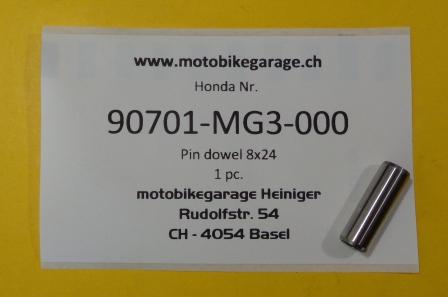 www.motobikegarage.ch
Honda Nr.
90701-MG3-000
Pin dowel 8x24
1 pc.
motobikegarage Heiniger
Rudolfstr. 54
CH - 4054 Basel